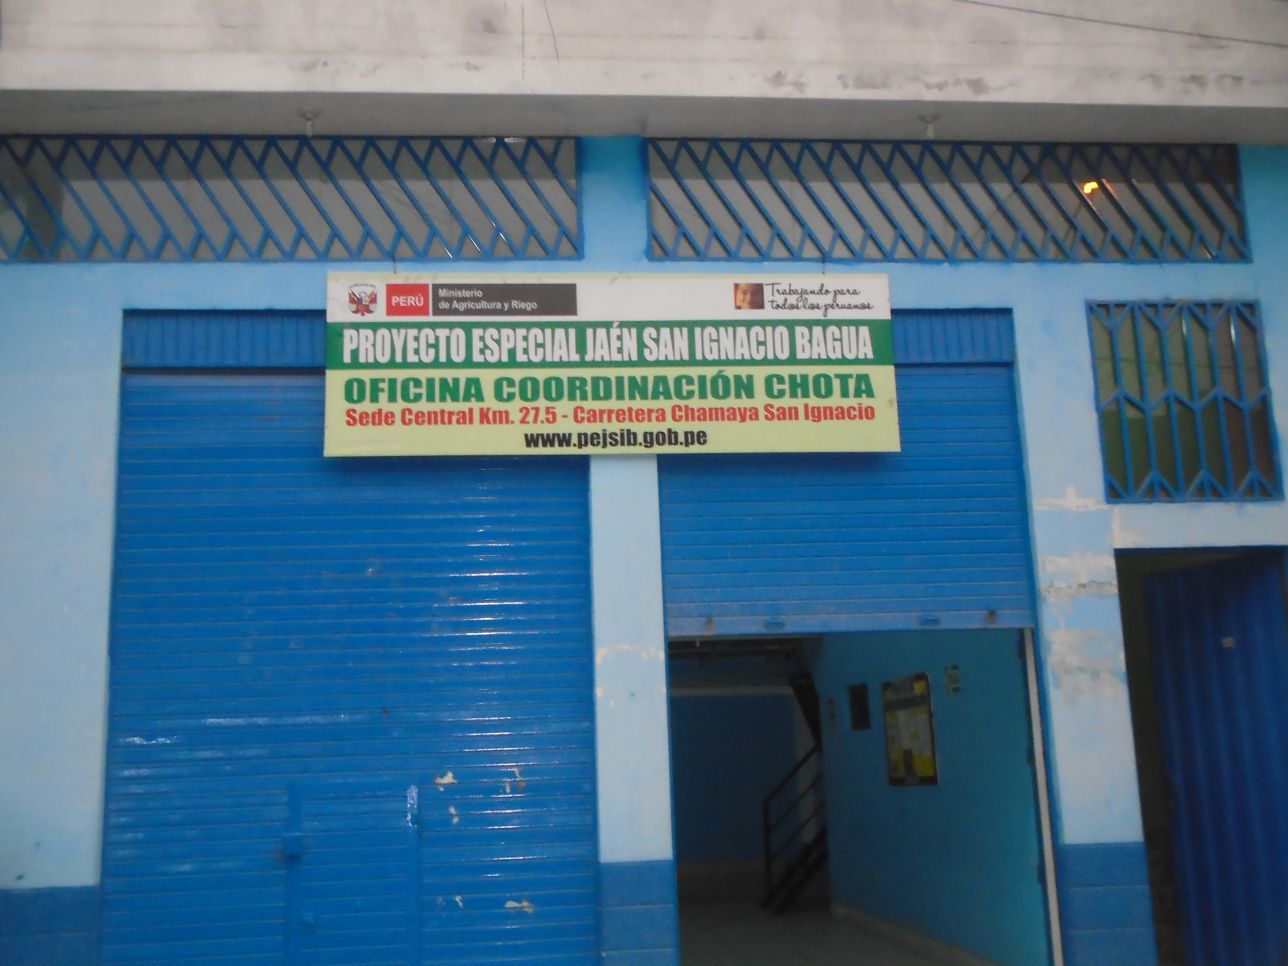 PERÚ
Ministerio
de Agricultura y Riego
Trabajando para
todos los peruanos
PROYECTO ESPECIAL JAÉN SAN IGNACIO BAGUA
OFICINA COORDINACIÓN CHOTA
Sede Central Km. 27.5 - Carretera Chamaya San Ignacio
www.pejsib.gob.pe